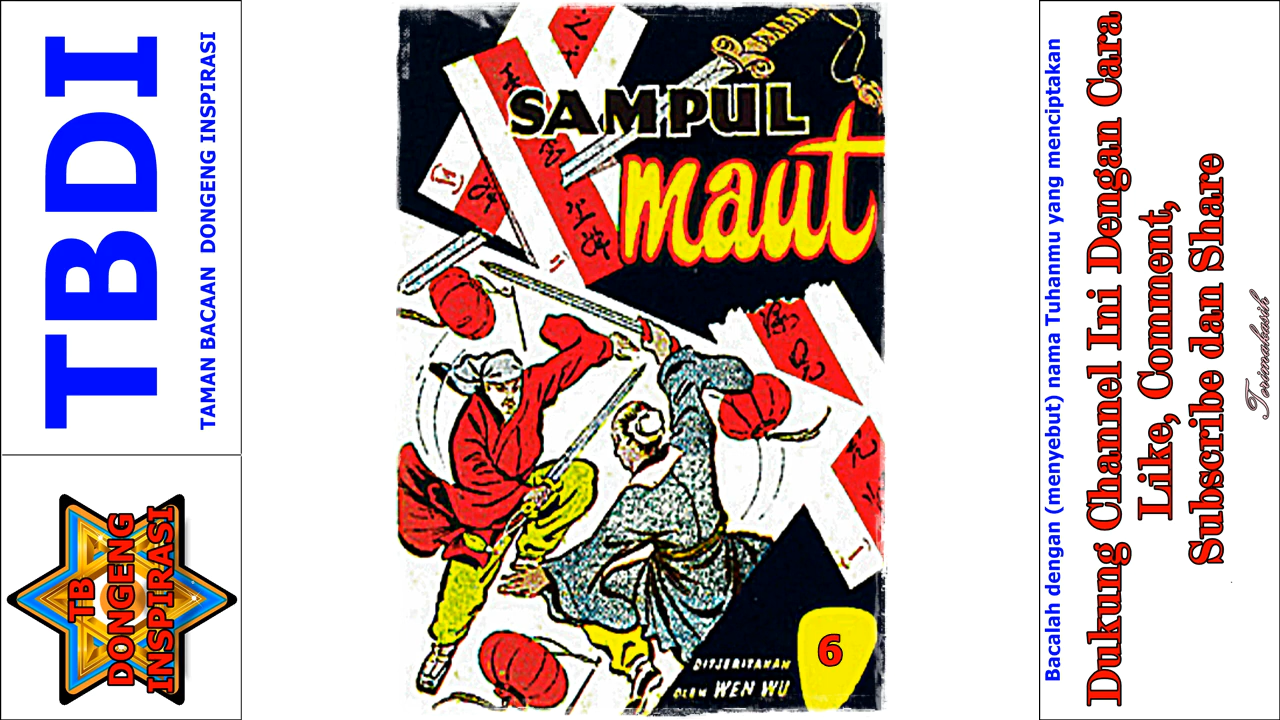 TBDI
TAMAN BACAAN DONGENG INSPIRASI
TB
DONGENG
INSPIRASI
SAMPUL
maut
6
DITJERITAKAN
OLEH WEN WU
Bacalah dengan (menyebut) nama Tuhanmu yang menciptakan
Dukung Channel Ini Dengan Cara
Like, Comment,
Subscribe dan Share
Terimakasih